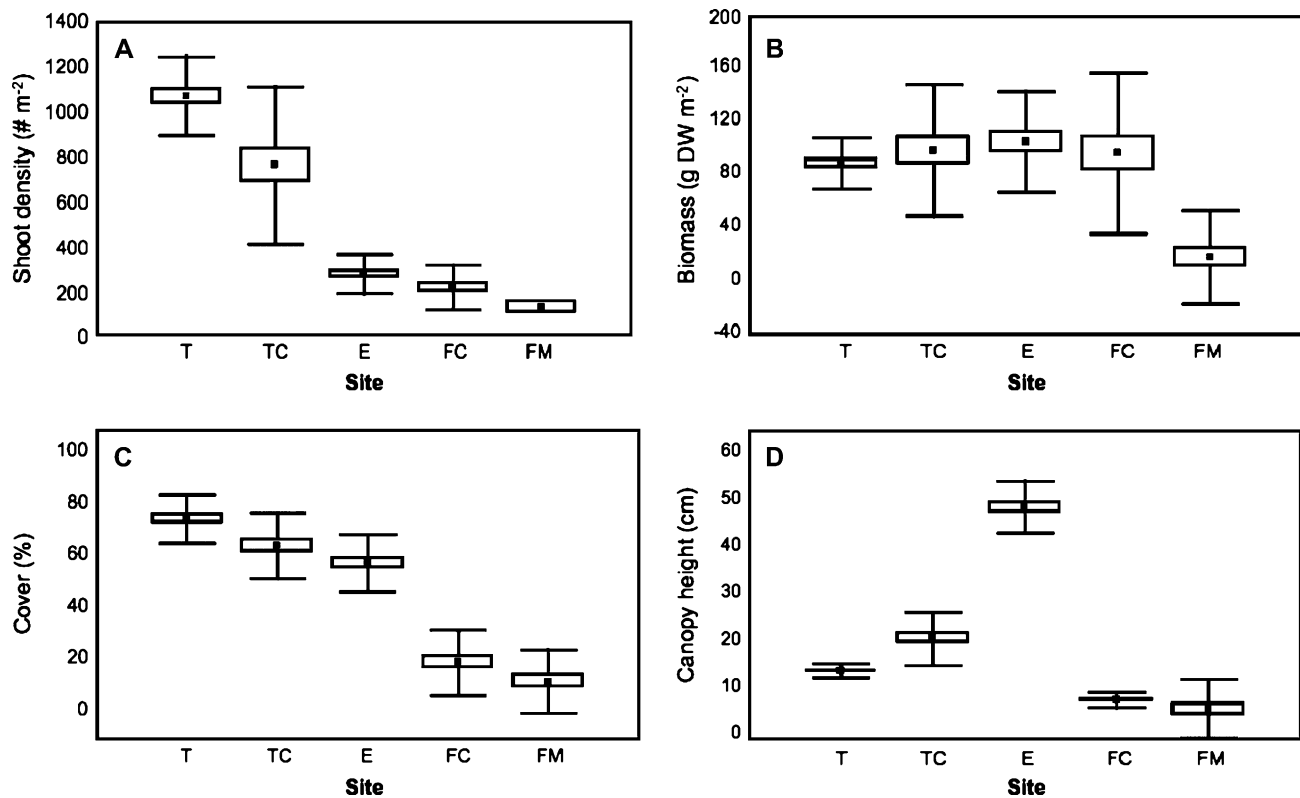 A
Shoot density (# m-2)
1400
1200
1000
800
600
400
200
0
T TC E FC FM
Site
B
Biomass (g DW m-2)
200
160
120
80
40
0
-40
T TC E FC FM
Site
C
Cover (%)
100
80
60
40
20
0
T TC E FC FM
Site
D
Canopy height (cm)
60
50
40
30
20
10
0
T TC E FC FM
Site